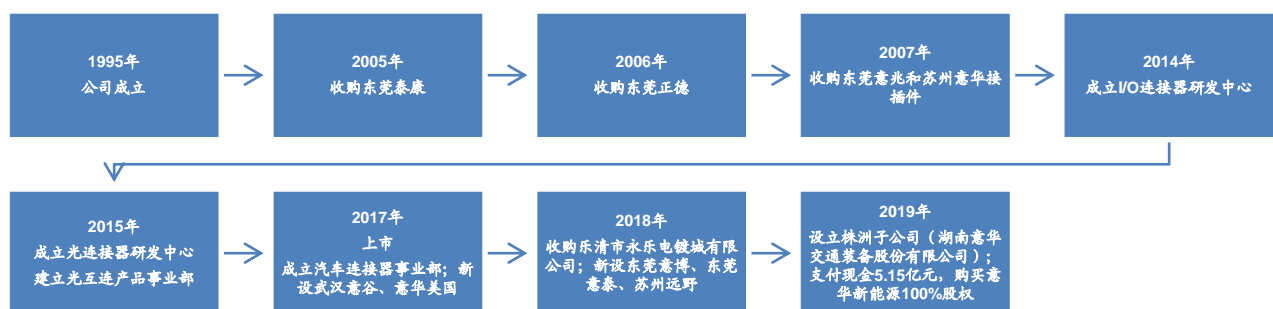 1995年
公司成立
2005年
收购东莞泰康
2006年
收购东莞正德
2007年
收购东莞意兆和苏州意华接
插件
2014年
成立I/O连接器研发中心
2015年
成立光连接器研发中心
建立光互连产品事业部
2017年
上市
成立汽车连接器事业部；新
设武汉意谷、意华美国
2018年
收购乐清市永乐电镀城有限
公司；新设东莞意博、东莞
意泰、苏州远野
2019年
设立株洲子公司（湖南意华
交通装备股份有限公司）；
支付现金5.15亿元，购买意
华新能源100%股权